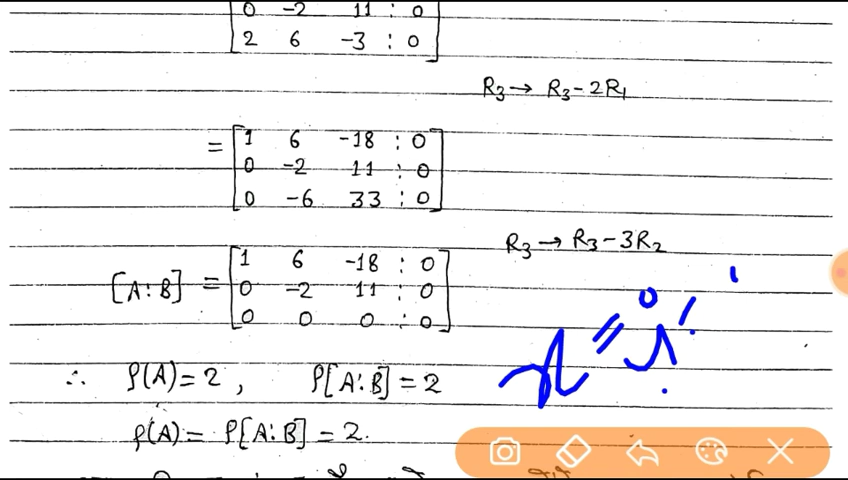 0 -2 11 : 0
2 6 -3 : 0
R3 → R3 - 2R1
= [1 6 -18 : 0
0 -2 11 : 0
0 -6 33 : 0]
R3 → R3 - 3R2
[A:B] = [1 6 -18 : 0
0 -2 11 : 0
0 0 0 : 0]
∴ ρ(A) = 2, ρ[A:B] = 2
ρ(A) = ρ[A:B] = 2.